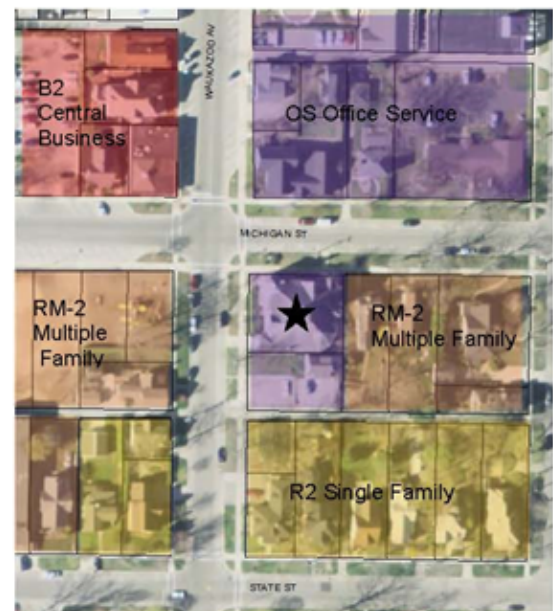 WAUKAZOO AV
B2
Central
Business
OS Office Service
MICHIGAN ST
RM-2
Multiple
Family
RM-2
Multiple Family
R2 Single Family
STATE ST